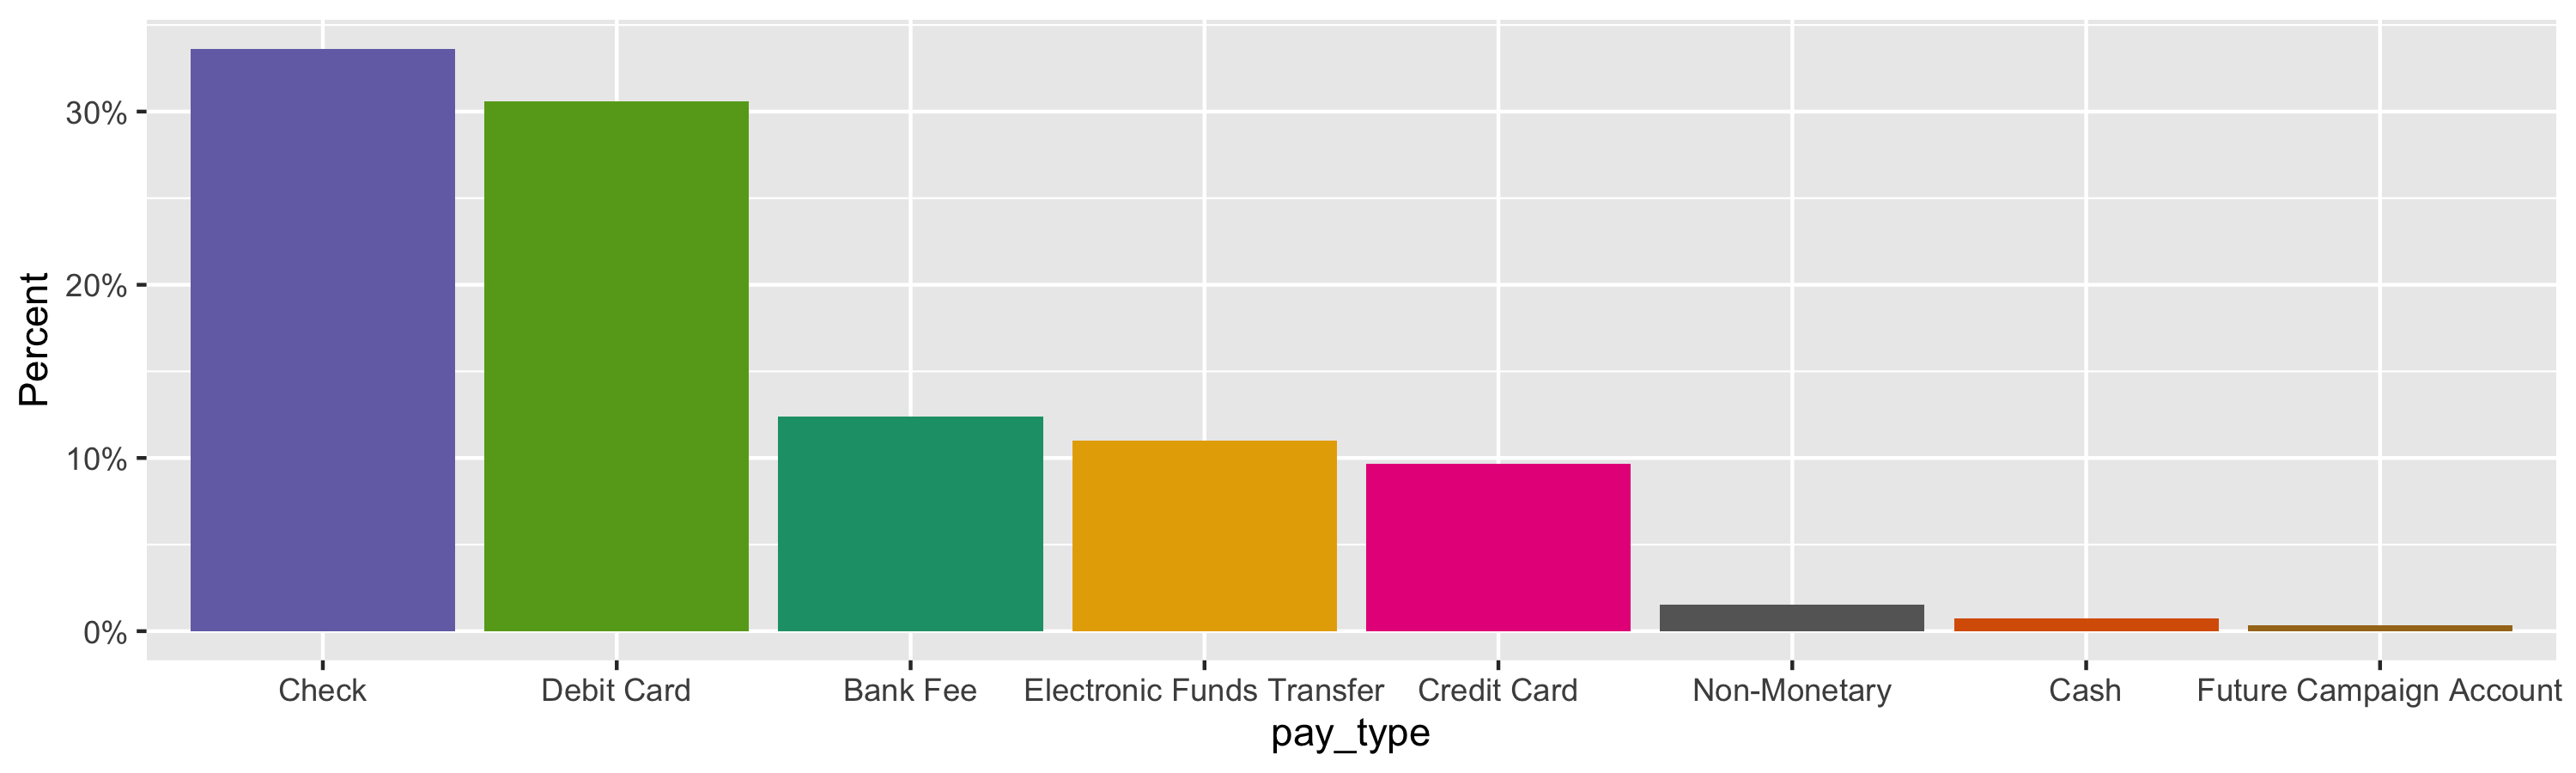 Percent
30%
20%
10%
0%
Check Debit Card Bank Fee Electronic Funds Transfer Credit Card Non-Monetary Cash Future Campaign Account
pay_type